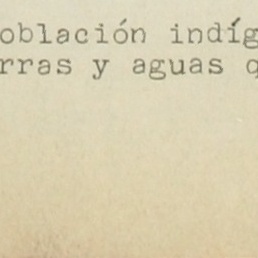 oblación indíg
rras y aguas q